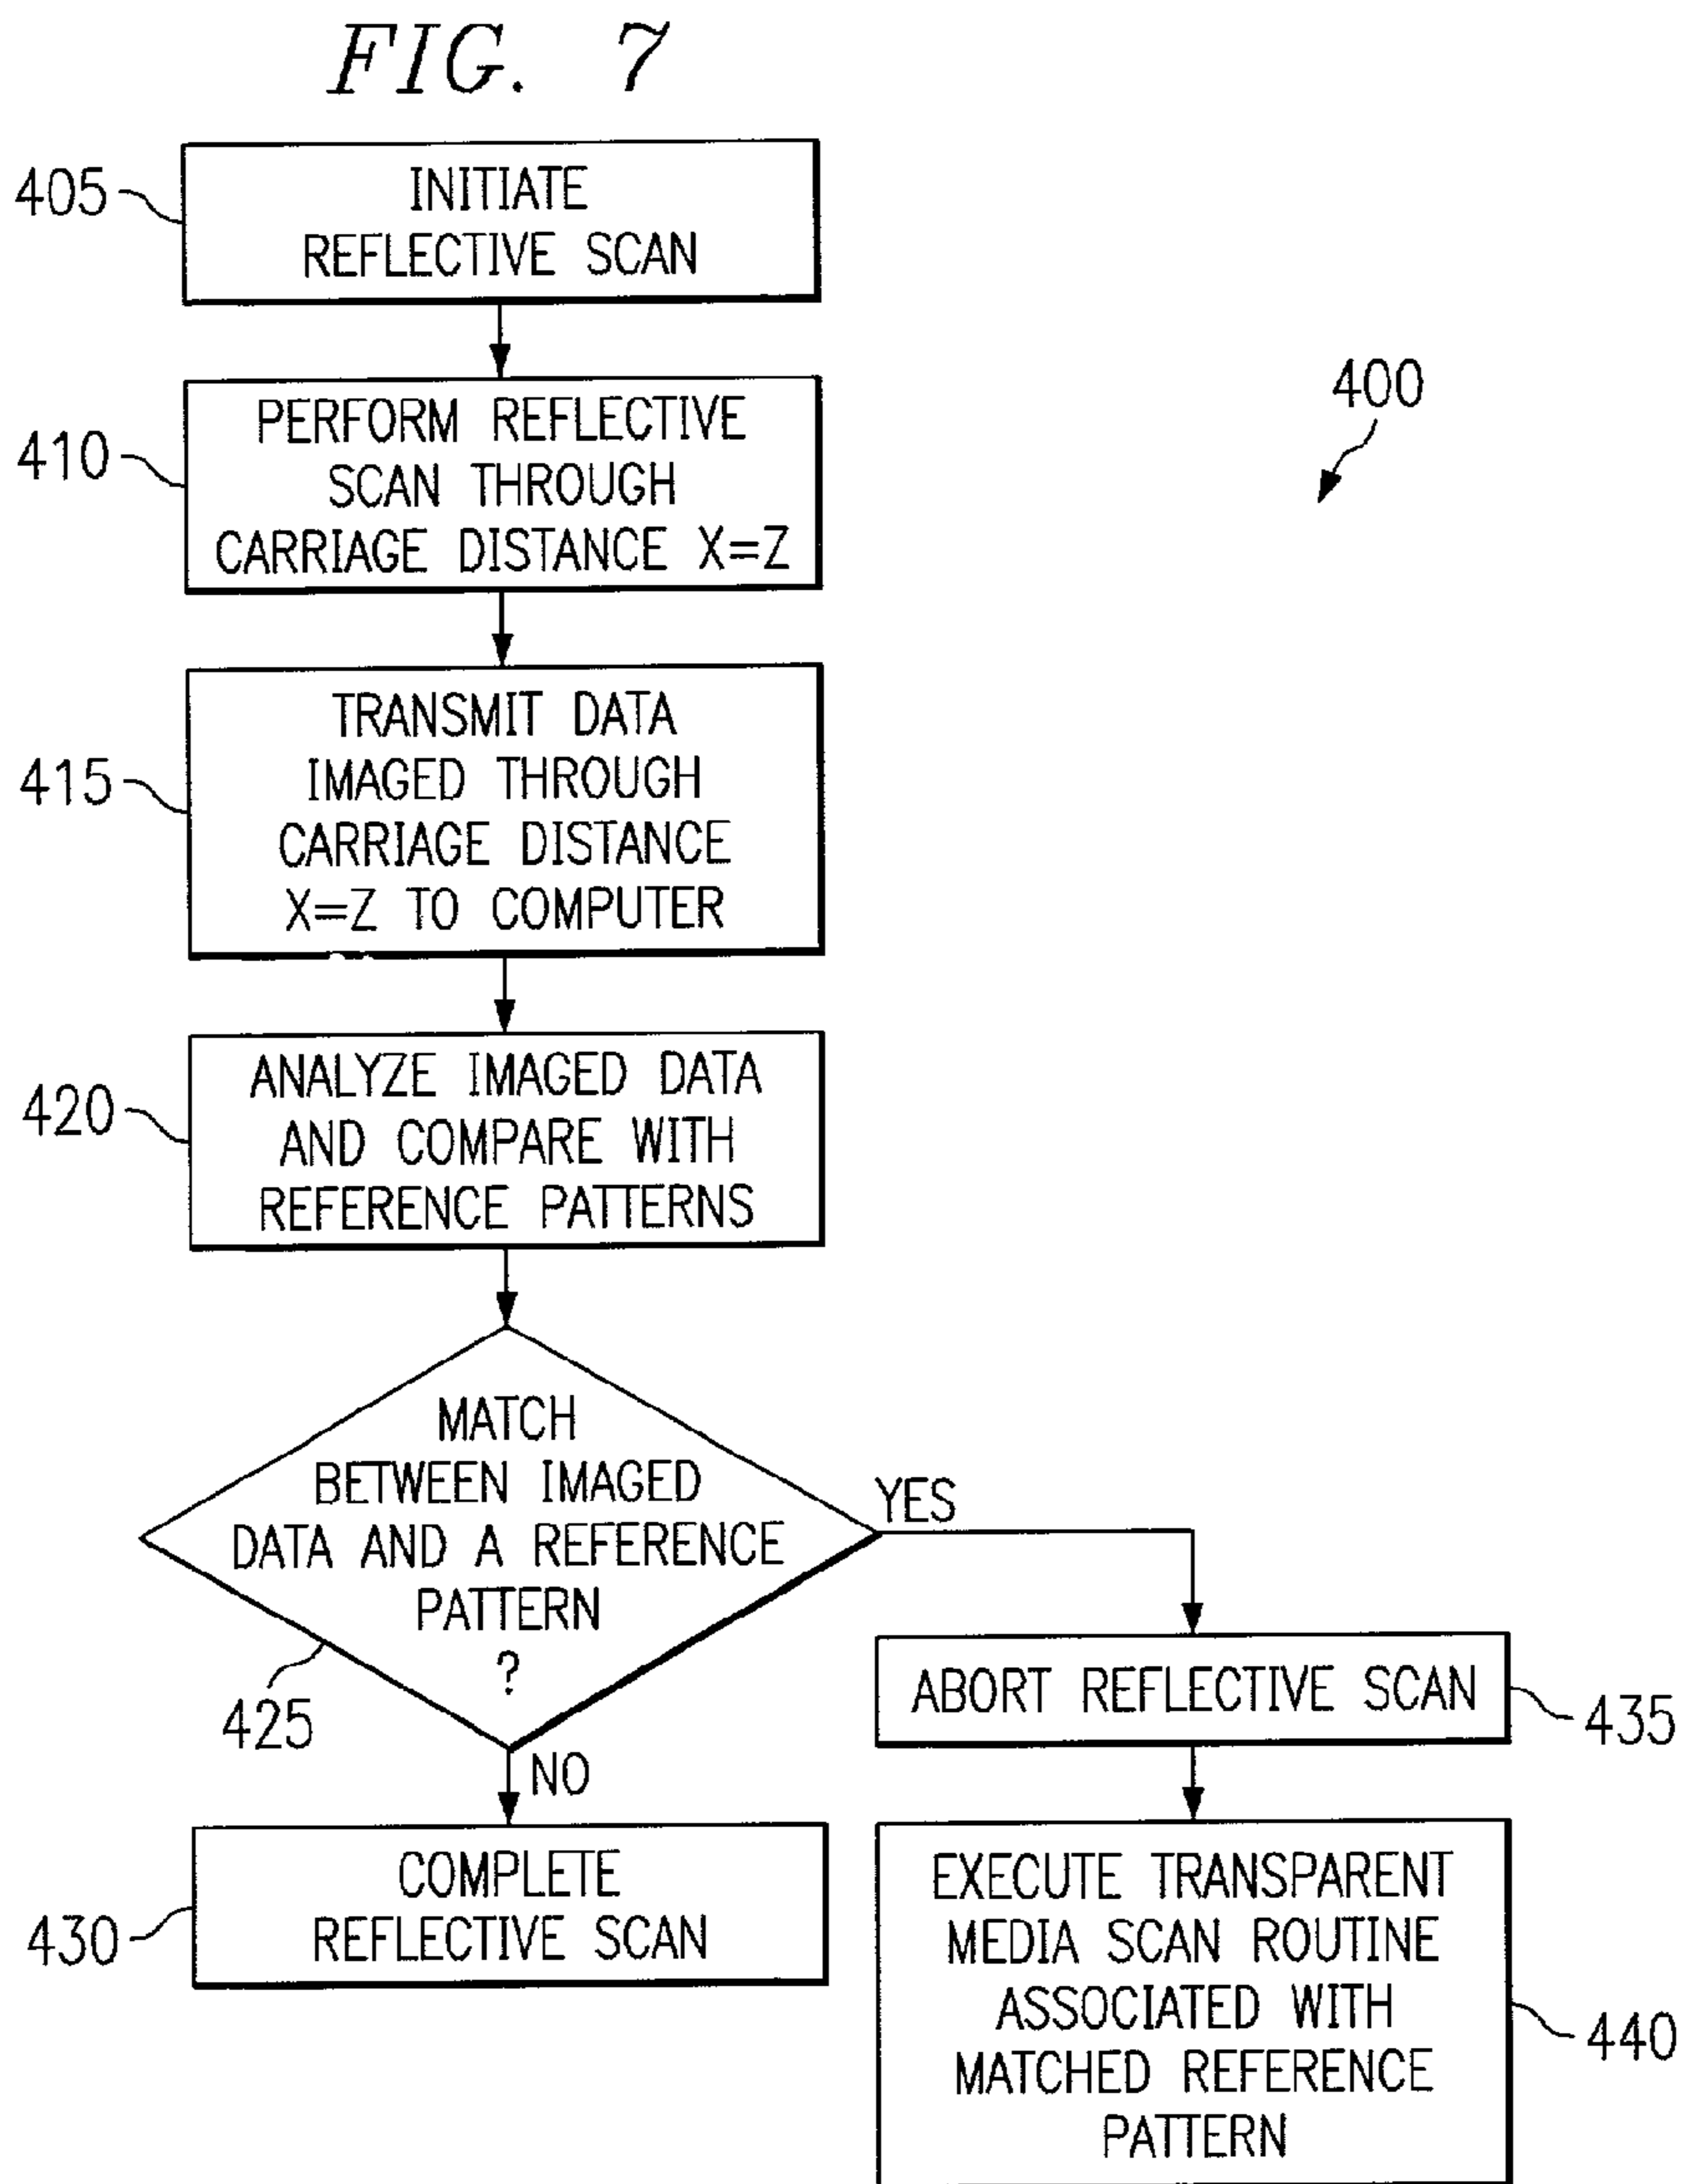 FIG. 7
405
INITIATE
REFLECTIVE SCAN
400
410
PERFORM REFLECTIVE
SCAN THROUGH
CARRIAGE DISTANCE X=Z
415
TRANSMIT DATA
IMAGED THROUGH
CARRIAGE DISTANCE
X=Z TO COMPUTER
420
ANALYZE IMAGED DATA
AND COMPARE WITH
REFERENCE PATTERNS
MATCH
BETWEEN IMAGED
DATA AND A REFERENCE
PATTERN
?
425
YES
NO
430
COMPLETE
REFLECTIVE SCAN
ABORT REFLECTIVE SCAN
435
EXECUTE TRANSPARENT
MEDIA SCAN ROUTINE
ASSOCIATED WITH
MATCHED REFERENCE
PATTERN
440